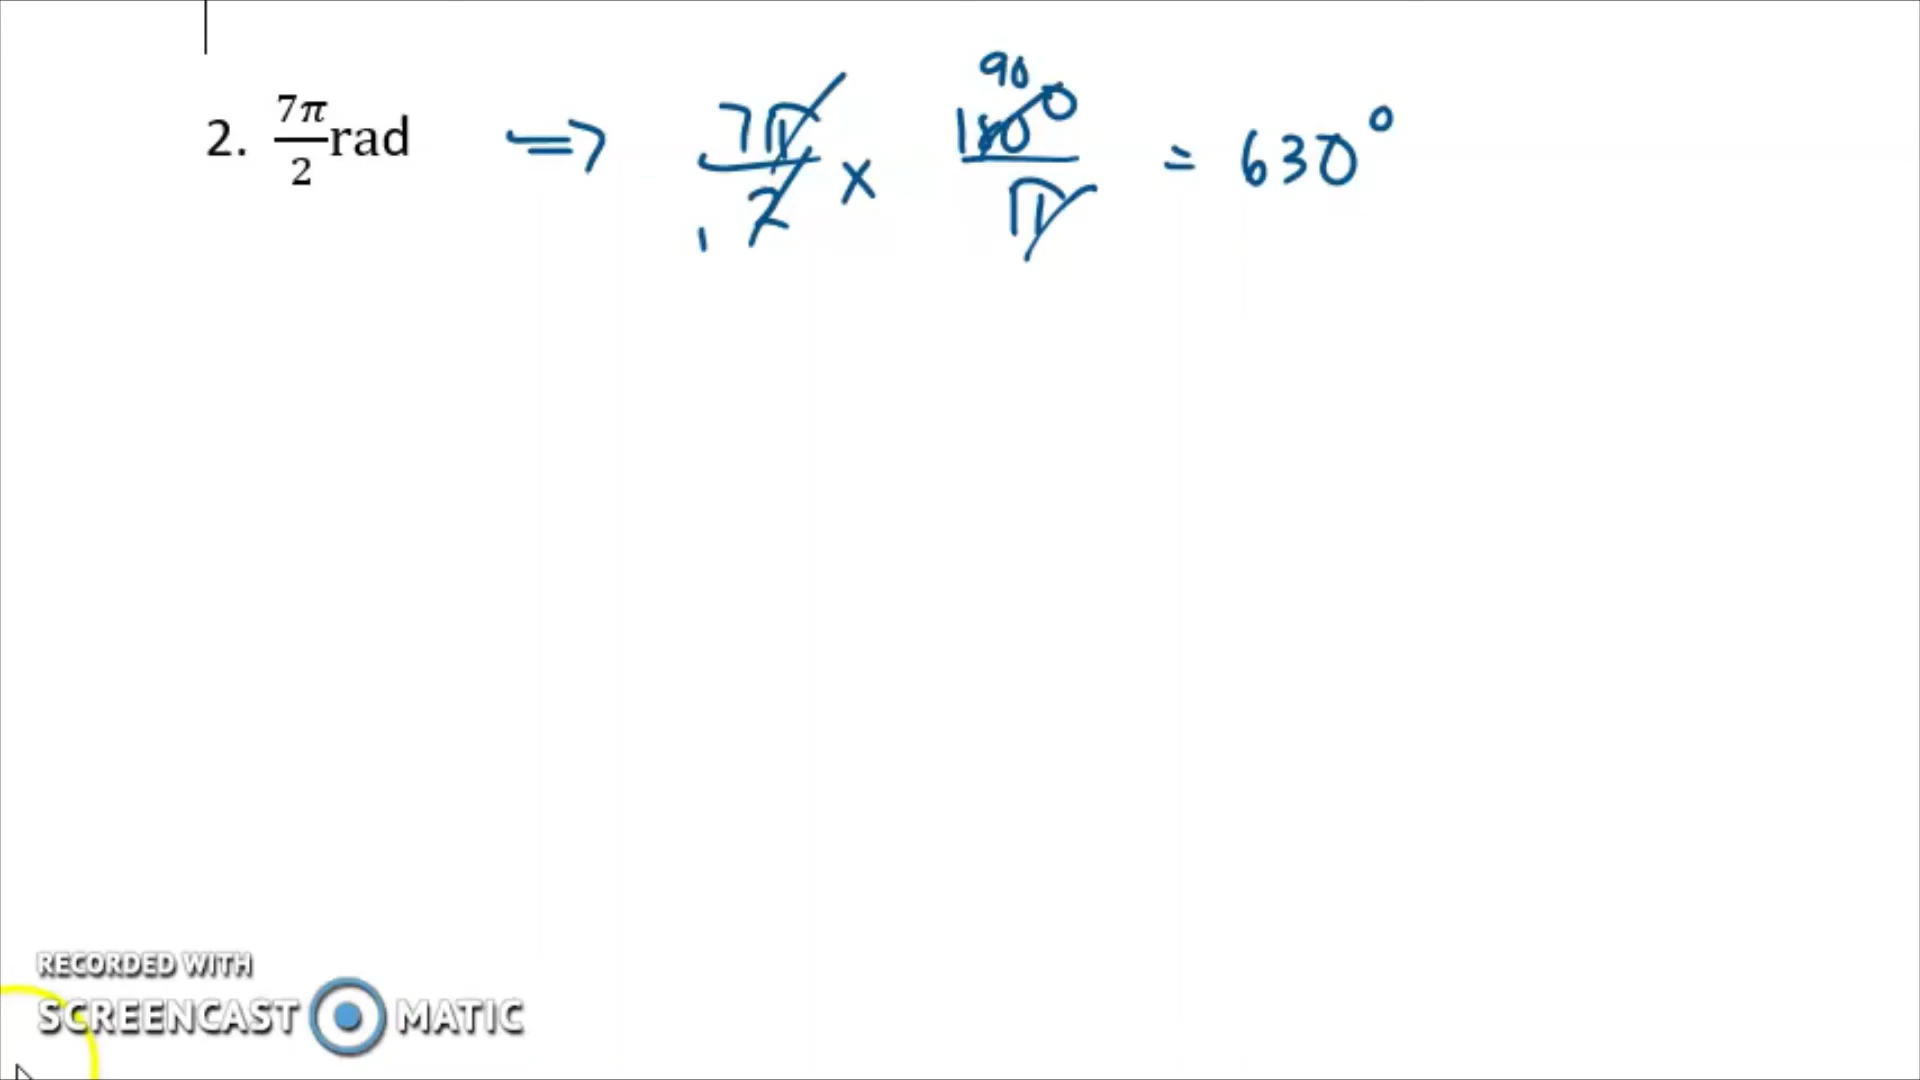 2. 7π/2 rad ⇒ 7π/2 × 180°/π = 630°
90
1
RECORDED WITH
SCREENCAST MATIC